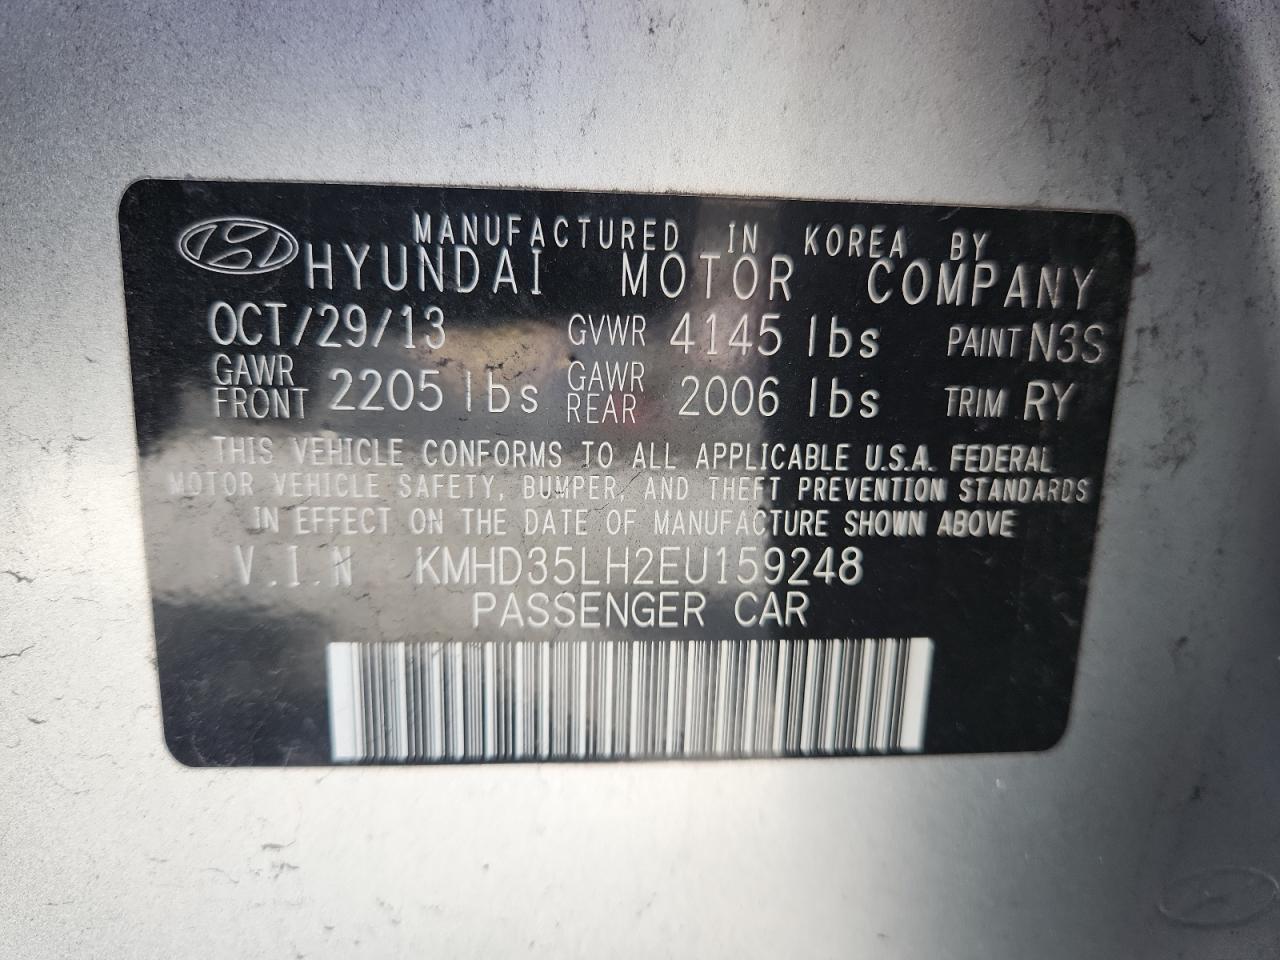 MANUFACTURED IN KOREA BY
HYUNDAI MOTOR COMPANY
OCT/29/13 GVWR 4145 lbs PAINT N3S
GAWR FRONT 2205 lbs GAWR REAR 2006 lbs TRIM RY
THIS VEHICLE CONFORMS TO ALL APPLICABLE U.S.A. FEDERAL
MOTOR VEHICLE SAFETY, BUMPER, AND THEFT PREVENTION STANDARDS
IN EFFECT ON THE DATE OF MANUFACTURE SHOWN ABOVE
V.I.N KMHD35LH2EU159248
PASSENGER CAR